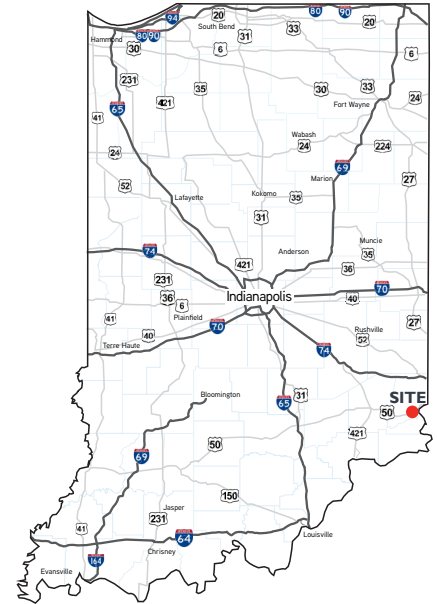 94
20
80
90
South Bend
20
Hammond
80 90
31
33
30
6
6
231
35
30
33
421
Fort Wayne
24
65
41
Wabash
24
224
24
69
Marion
27
52
Kokomo
35
Lafayette
31
Muncie
35
Anderson
74
421
36
231
70
Indianapolis
36
6
40
41
Plainfield
27
70
Rushville
40
52
74
Terre Haute
SITE
31
Bloomington
65
50
421
50
69
150
Jasper
231
41
64
Louisville
Chrisney
164
Evansville